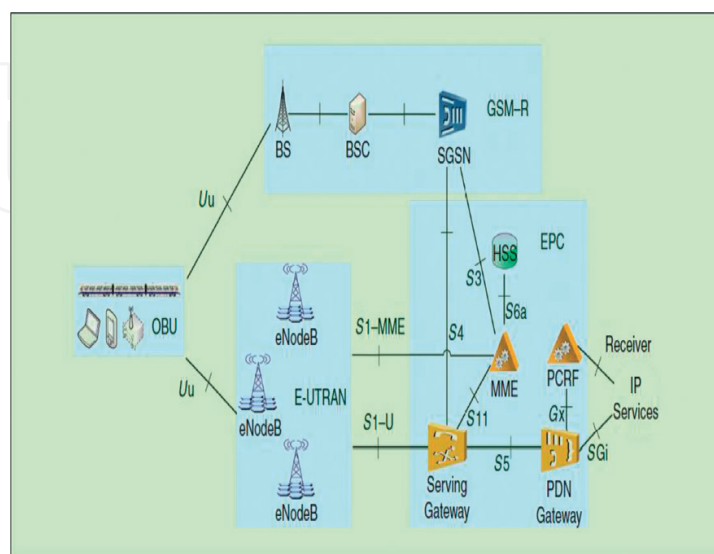 GSM–R
BS
BSC
SGSN
Uu
EPC
HSS
S3
S6a
OBU
eNodeB
S1–MME
S4
MME
PCRF
Receiver
IP
Services
Uu
E-UTRAN
eNodeB
S1–U
S11
Gx
SGi
S5
eNodeB
Serving
Gateway
PDN
Gateway